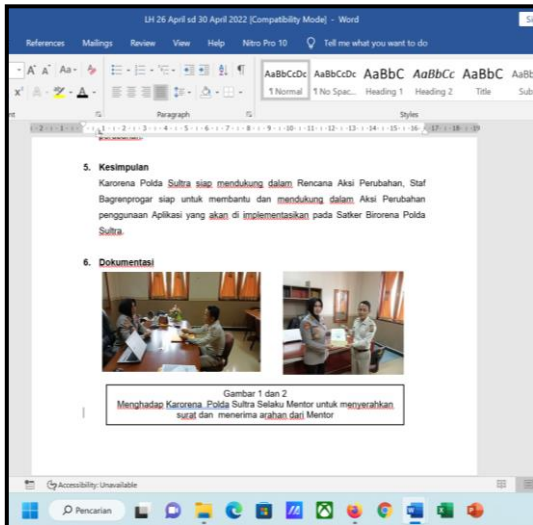 LH 26 April sd 30 April 2022 [Compatibility Mode] - Word
References Mailings Review View Help Nitro Pro 10 Tell me what you want to do
Aa
AaBbCcDc AaBbCcDc AaBbC AaBbCc AaBbC
1 Normal 1 No Spac... Heading 1 Heading 2 Title
Paragraph Styles
5. Kesimpulan
Karorena Polda Sultra siap mendukung dalam Rencana Aksi Perubahan, Staf
Bagrenprogar siap untuk membantu dan mendukung dalam Aksi Perubahan
penggunaan Aplikasi yang akan di implementasikan pada Satker Birorena Polda
Sultra.
6. Dokumentasi
Gambar 1 dan 2
Menghadap Karorena Polda Sultra Selaku Mentor untuk menyerahkan
surat dan menerima arahan dari Mentor
Accessibility: Unavailable
Pencarian